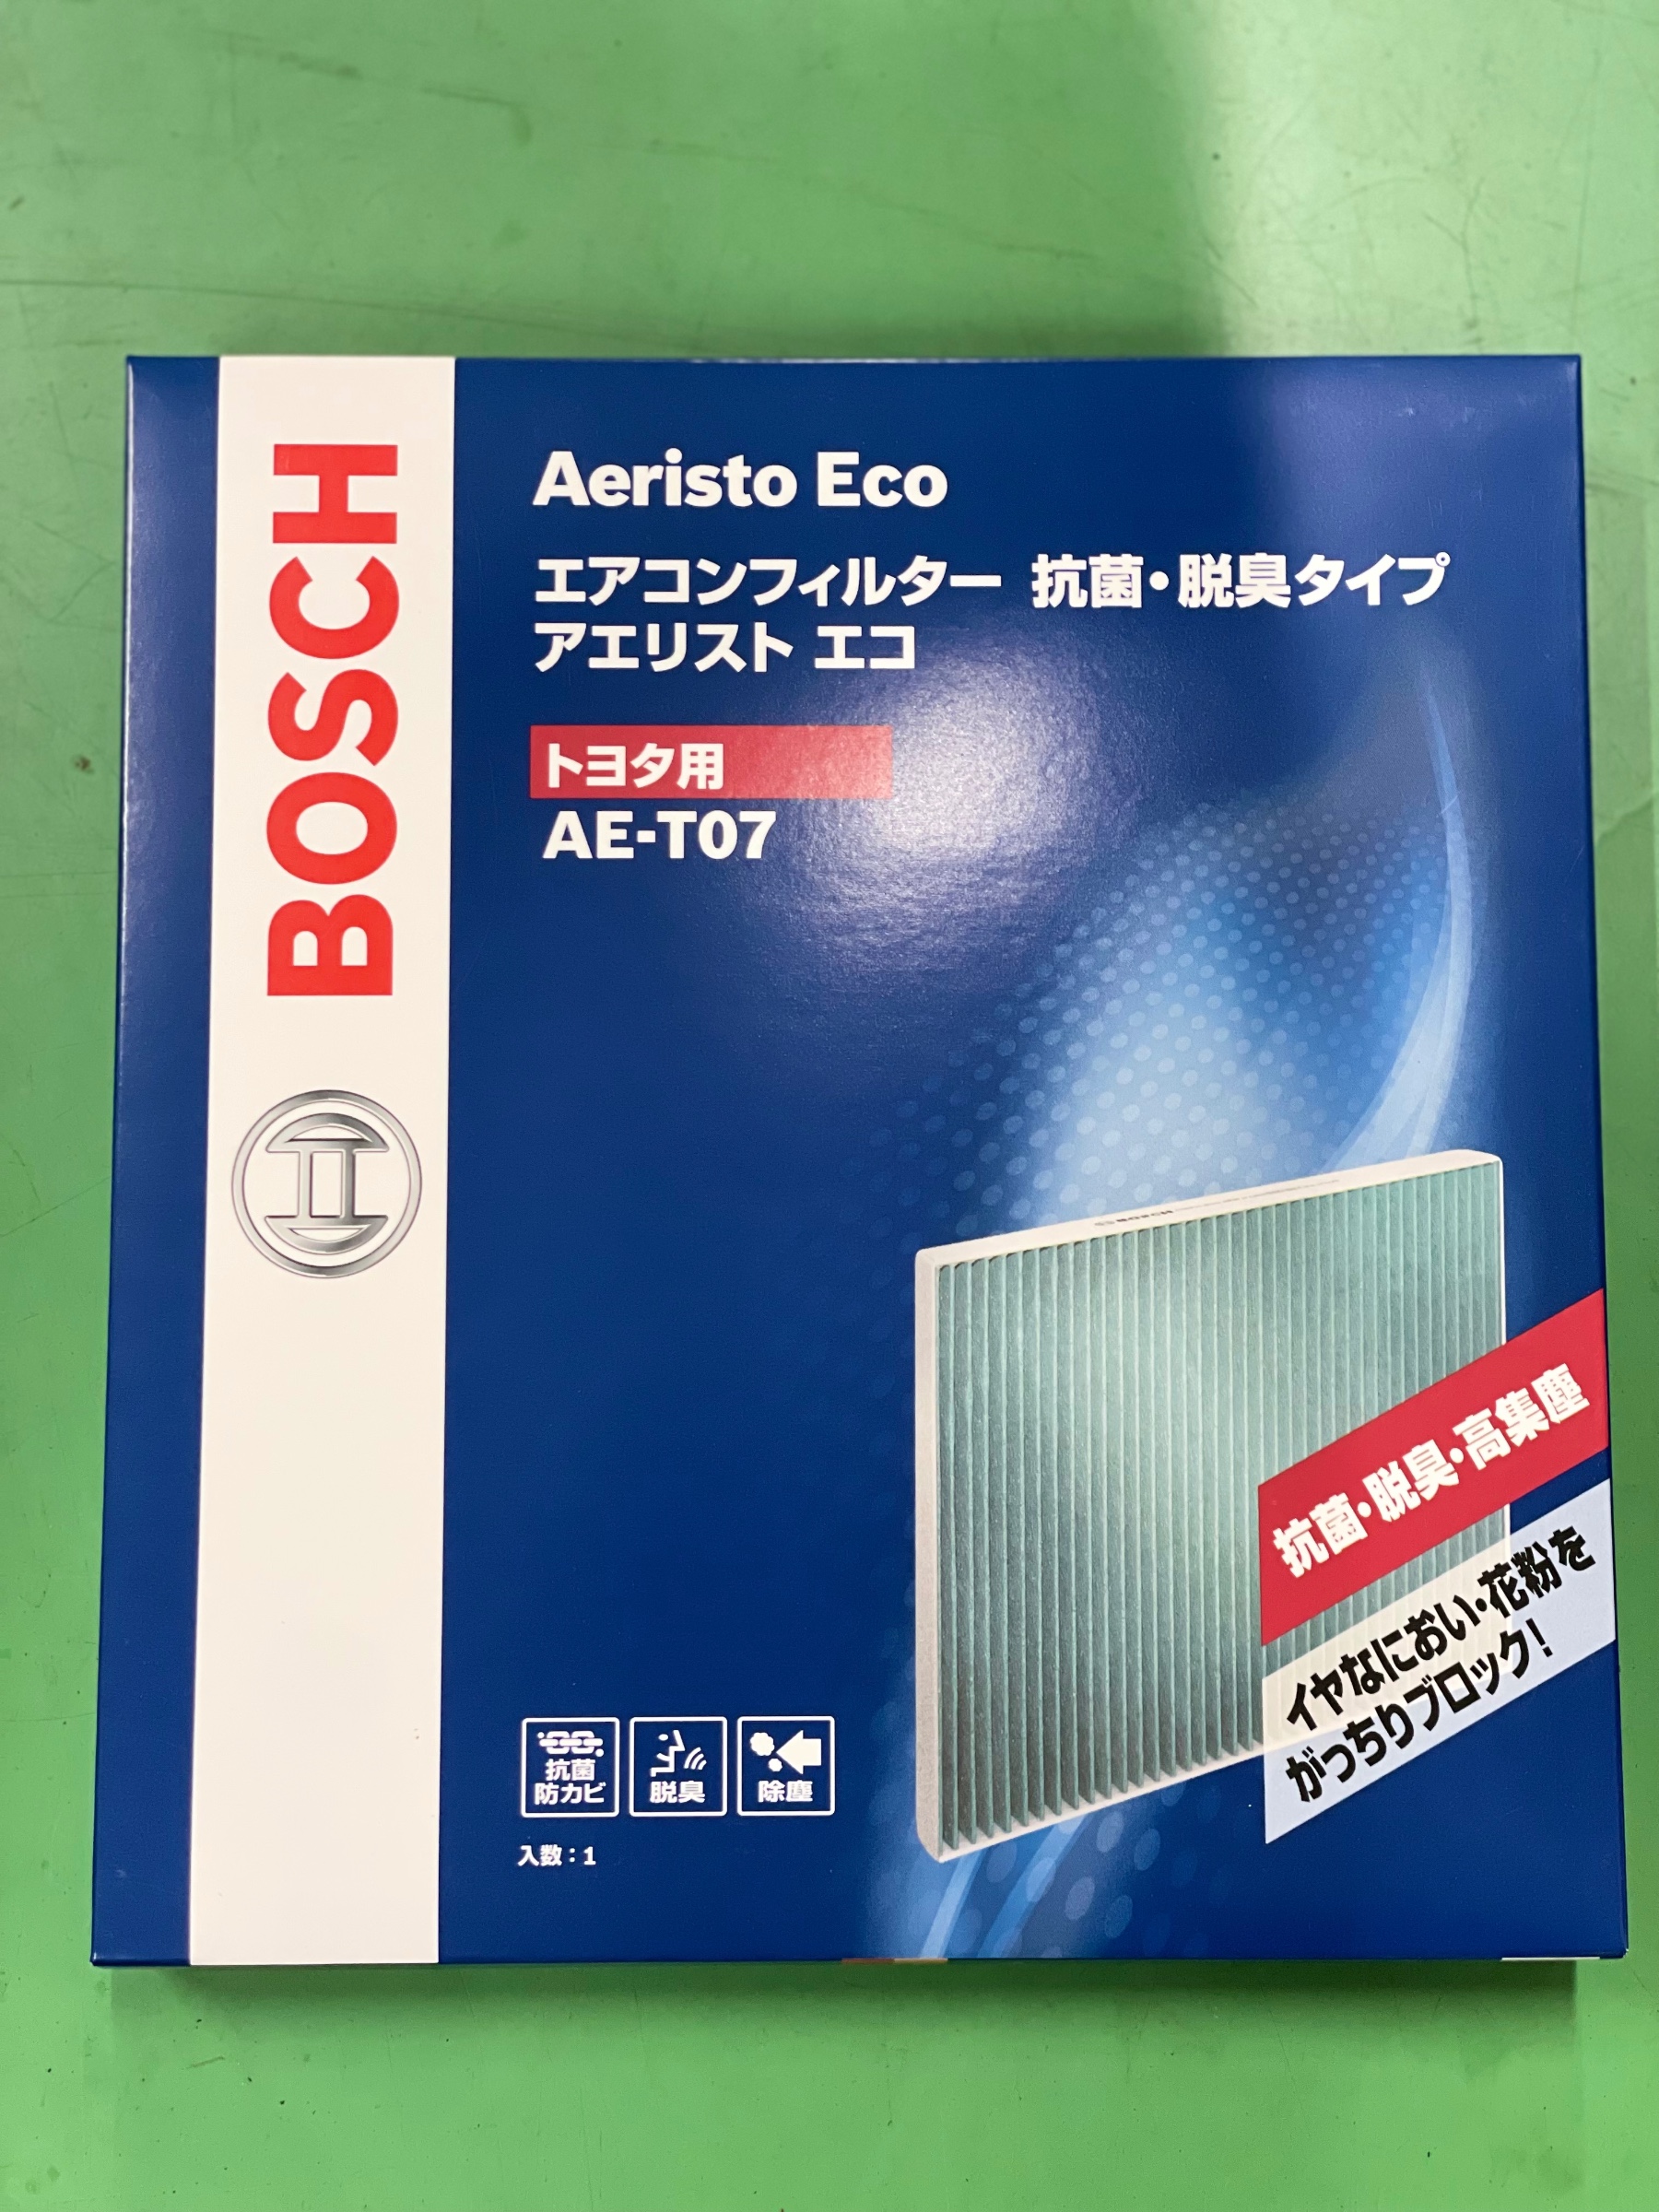 BOSCH
Aeristo Eco
エアコンフィルター 抗菌・脱臭タイプ
アエリスト エコ
トヨタ用
AE-T07
抗菌・脱臭・高集塵
イヤなにおい・花粉を
がっちりブロック!
抗菌
防カビ
脱臭
除塵
入数：1